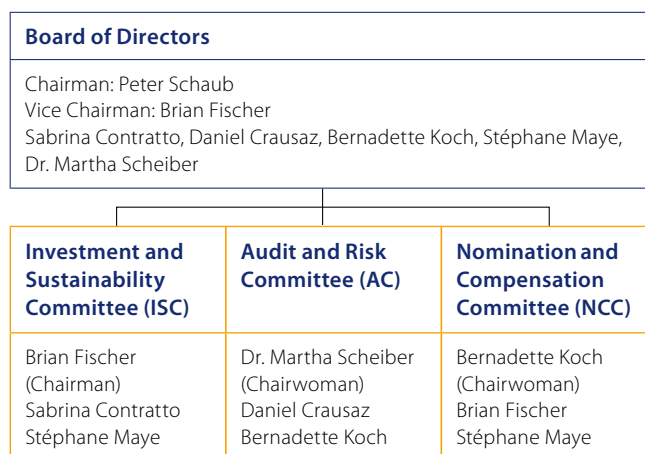 Board of Directors
Chairman: Peter Schaub
Vice Chairman: Brian Fischer
Sabrina Contratto, Daniel Crausaz, Bernadette Koch, Stéphane Maye,
Dr. Martha Scheiber
Investment and
Sustainability
Committee (ISC)
Brian Fischer
(Chairman)
Sabrina Contratto
Stéphane Maye
Audit and Risk
Committee (AC)
Dr. Martha Scheiber
(Chairwoman)
Daniel Crausaz
Bernadette Koch
Nomination and
Compensation
Committee (NCC)
Bernadette Koch
(Chairwoman)
Brian Fischer
Stéphane Maye